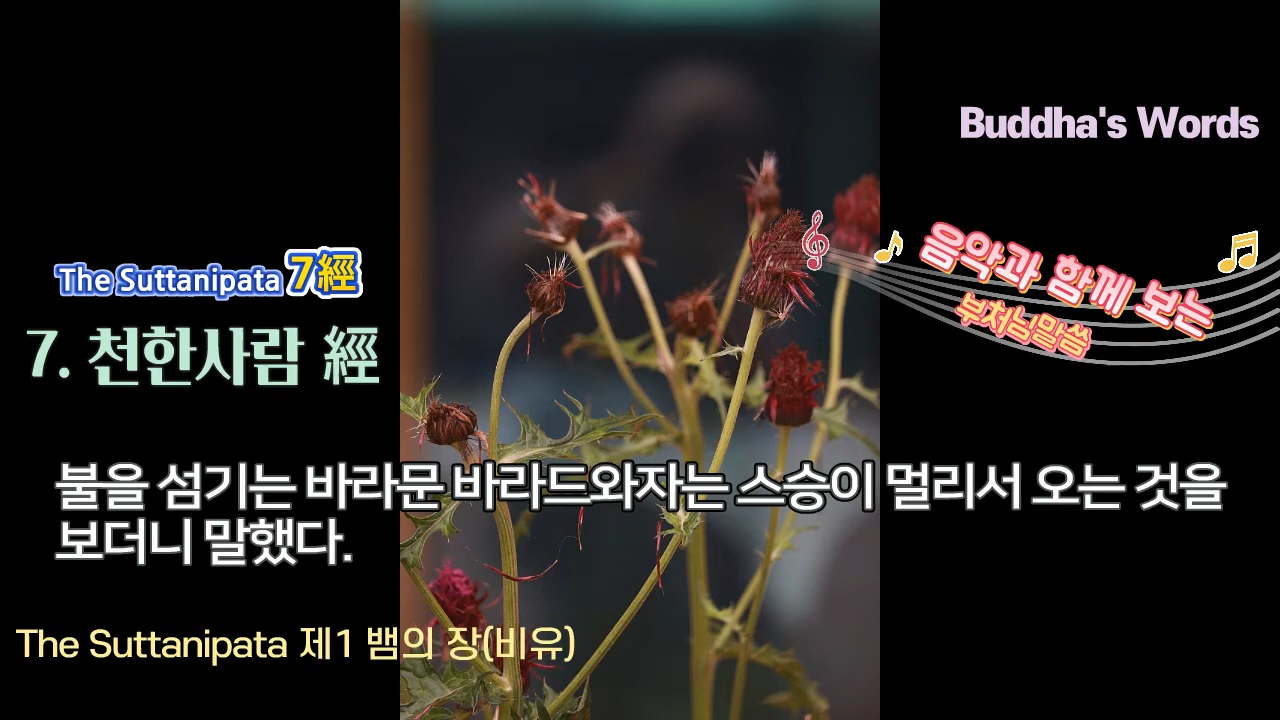 Buddha's Words
음악과 함께 보는
부처님말씀
The Suttanipata 7經
7. 천한사람 經
불을 섬기는 바라문 바라드와자는 스승이 멀리서 오는 것을
보더니 말했다.
The Suttanipata 제1 뱀의 장(비유)